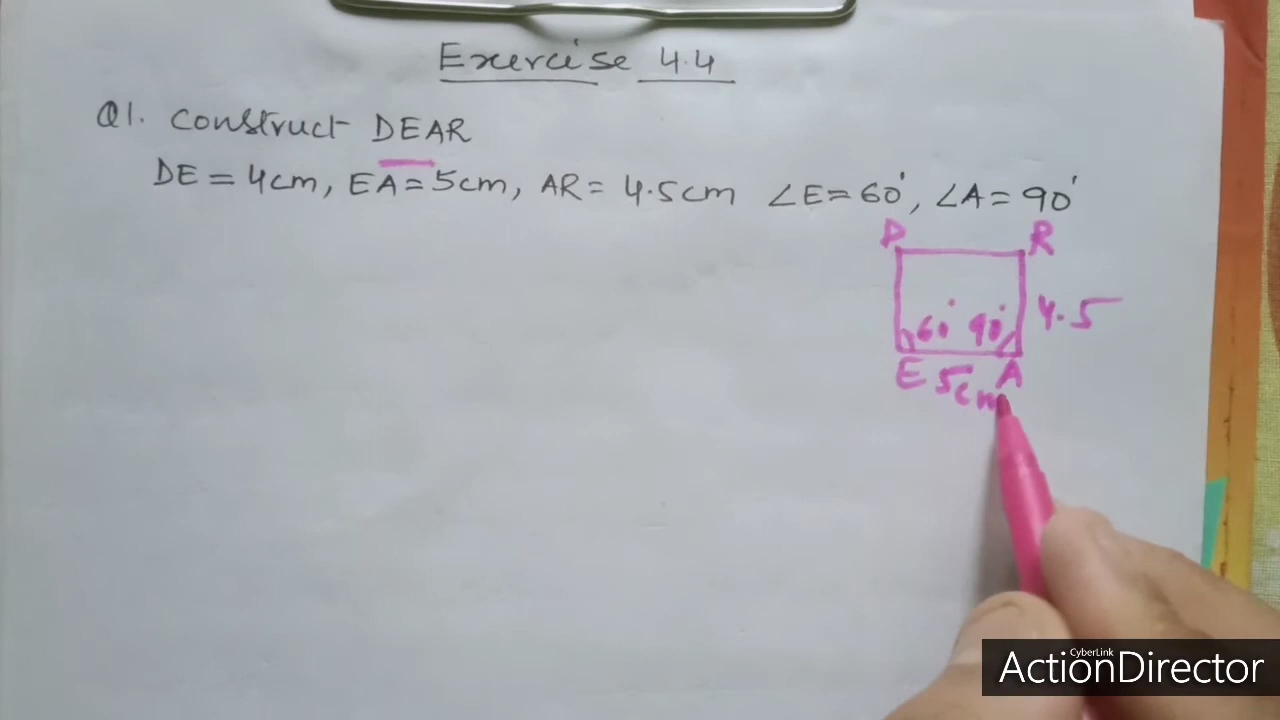 Exercise 4.4
Q1. Construct DEAR
DE = 4cm, EA = 5cm, AR = 4.5cm ∠E = 60°, ∠A = 90°
D R
60° 90° 4.5
E 5cm A
CyberLink
ActionDirector